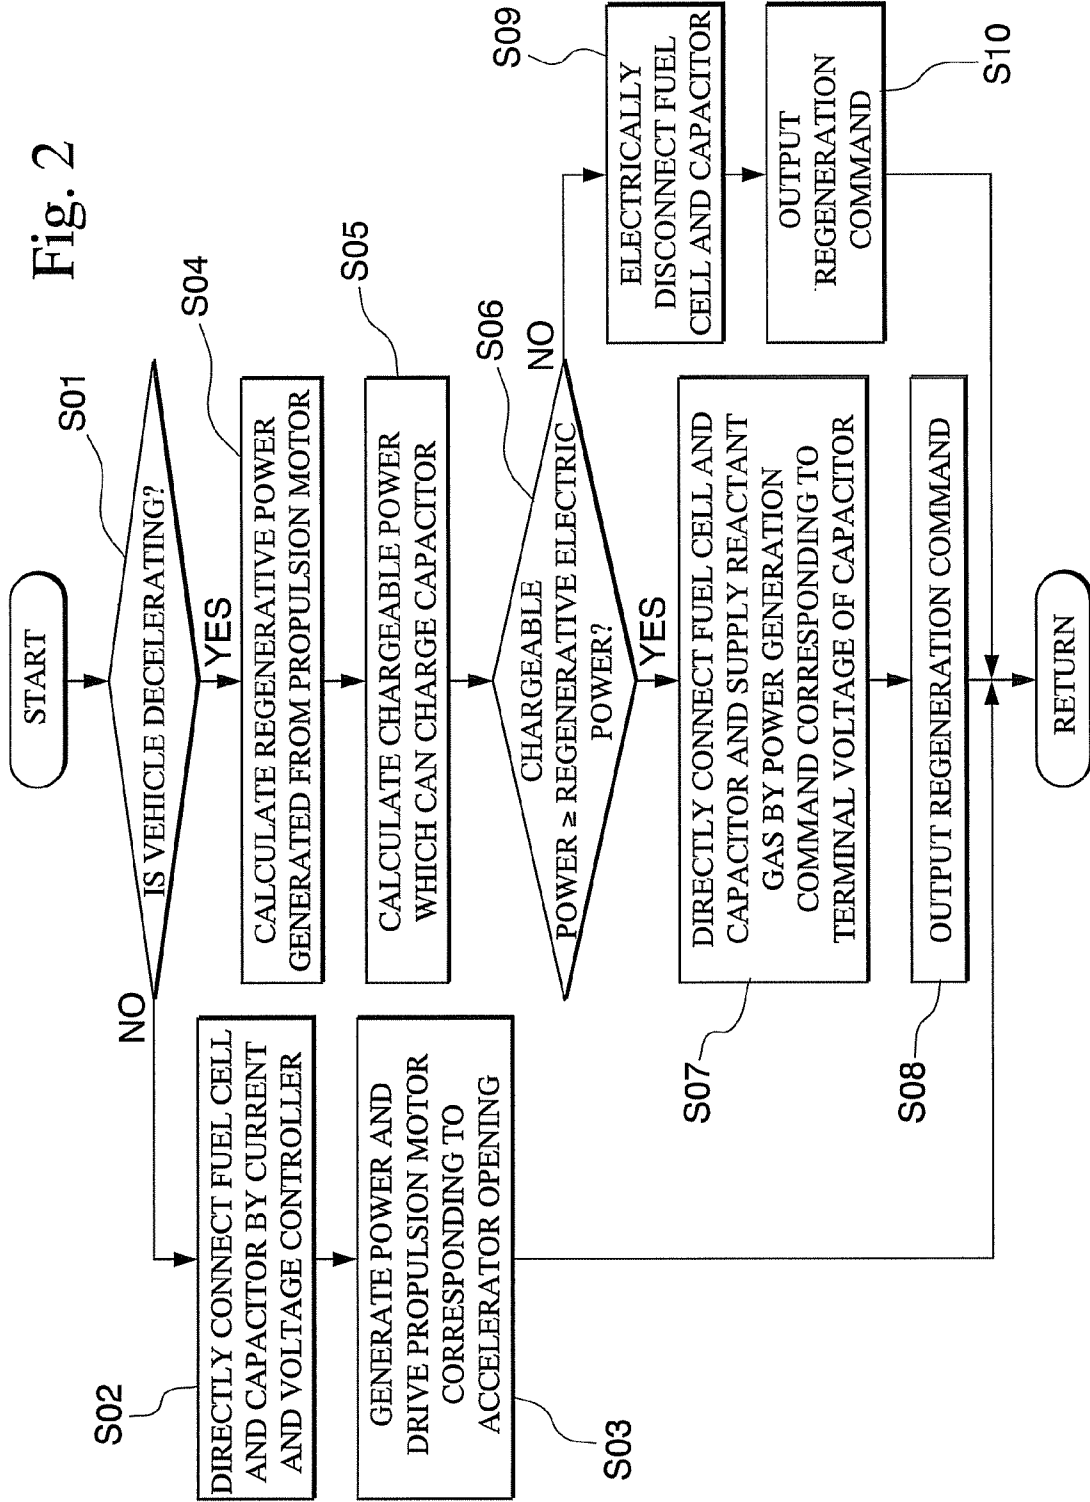 Fig. 2
START
S01
IS VEHICLE DECELERATING?
NO
YES
S02
DIRECTLY CONNECT FUEL CELL
AND CAPACITOR BY CURRENT
AND VOLTAGE CONTROLLER
S03
GENERATE POWER AND
DRIVE PROPULSION MOTOR
CORRESPONDING TO
ACCELERATOR OPENING
S04
CALCULATE REGENERATIVE POWER
GENERATED FROM PROPULSION MOTOR
S05
CALCULATE CHARGEABLE POWER
WHICH CAN CHARGE CAPACITOR
S06
CHARGEABLE
POWER ≥ REGENERATIVE ELECTRIC
POWER?
NO
YES
S07
DIRECTLY CONNECT FUEL CELL AND
CAPACITOR AND SUPPLY REACTANT
GAS BY POWER GENERATION
COMMAND CORRESPONDING TO
TERMINAL VOLTAGE OF CAPACITOR
S08
OUTPUT REGENERATION COMMAND
S09
ELECTRICALLY
DISCONNECT FUEL
CELL AND CAPACITOR
S10
OUTPUT
REGENERATION
COMMAND
RETURN